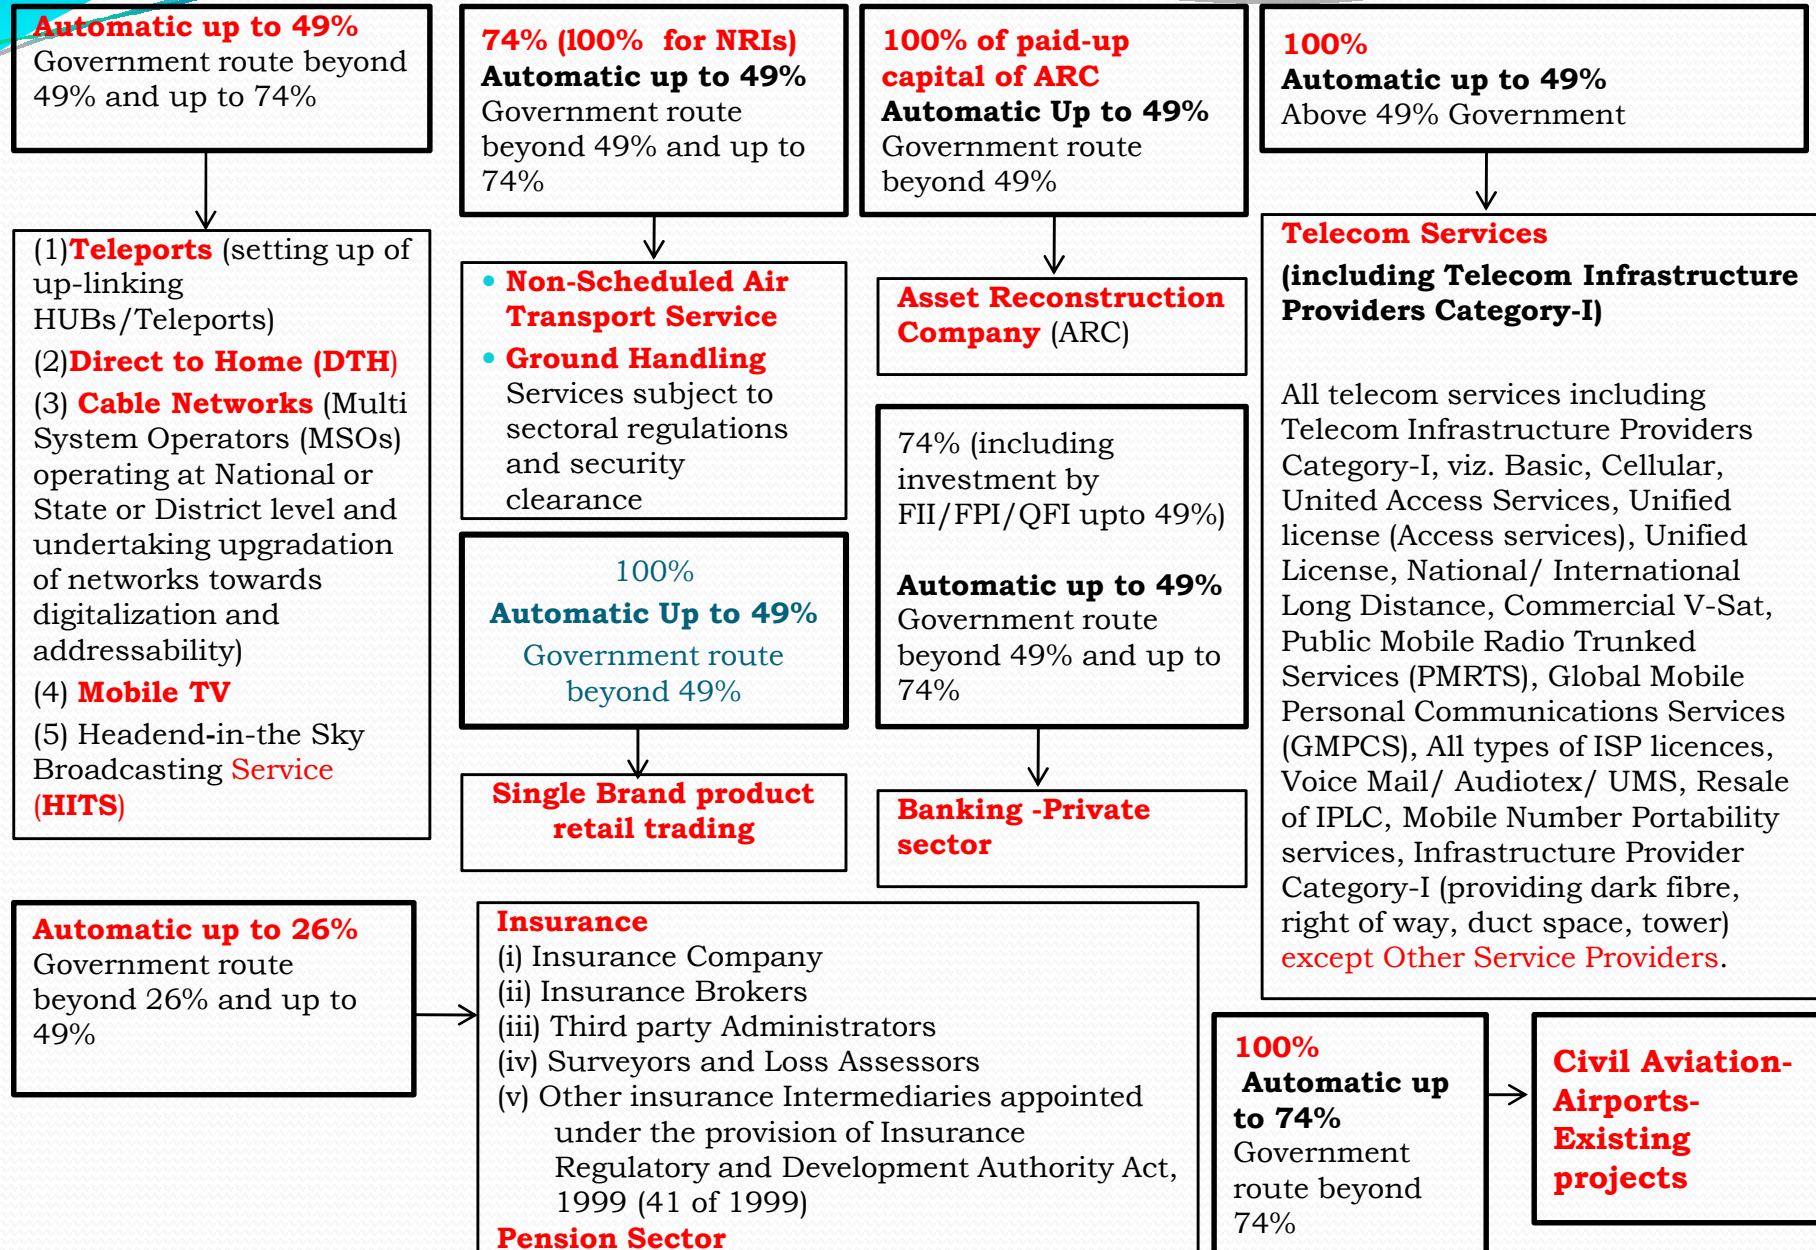 Automatic up to 49%
Government route beyond
49% and up to 74%
74% (100%  for NRIs)
Automatic up to 49%
Government route
beyond 49% and up to
74%
100% of paid-up
capital of ARC
Automatic Up to 49%
Government route
beyond 49%
100%
Automatic up to 49%
Above 49% Government
(1)Teleports (setting up of
up-linking
HUBs/Teleports)
(2)Direct to Home (DTH)
(3) Cable Networks (Multi
System Operators (MSOs)
operating at National or
State or District level and
undertaking upgradation
of networks towards
digitalization and
addressability)
(4) Mobile TV
(5) Headend-in-the Sky
Broadcasting Service
(HITS)
• Non-Scheduled Air
Transport Service
• Ground Handling
Services subject to
sectoral regulations
and security
clearance
Asset Reconstruction
Company (ARC)
Telecom Services
(including Telecom Infrastructure
Providers Category-I)
All telecom services including
Telecom Infrastructure Providers
Category-I, viz. Basic, Cellular,
United Access Services, Unified
license (Access services), Unified
License, National/ International
Long Distance, Commercial V-Sat,
Public Mobile Radio Trunked
Services (PMRTS), Global Mobile
Personal Communications Services
(GMPCS), All types of ISP licences,
Voice Mail/ Audiotex/ UMS, Resale
of IPLC, Mobile Number Portability
services, Infrastructure Provider
Category-I (providing dark fibre,
right of way, duct space, tower)
except Other Service Providers.
100%
Automatic Up to 49%
Government route
beyond 49%
74% (including
investment by
FII/FPI/QFI upto 49%)
Automatic up to 49%
Government route
beyond 49% and up to
74%
Single Brand product
retail trading
Banking -Private
sector
Automatic up to 26%
Government route
beyond 26% and up to
49%
Insurance
(i) Insurance Company
(ii) Insurance Brokers
(iii) Third party Administrators
(iv) Surveyors and Loss Assessors
(v) Other insurance Intermediaries appointed
under the provision of Insurance
Regulatory and Development Authority Act,
1999 (41 of 1999)
Pension Sector
100%
Automatic up
to 74%
Government
route beyond
74%
Civil Aviation-
Airports-
Existing
projects